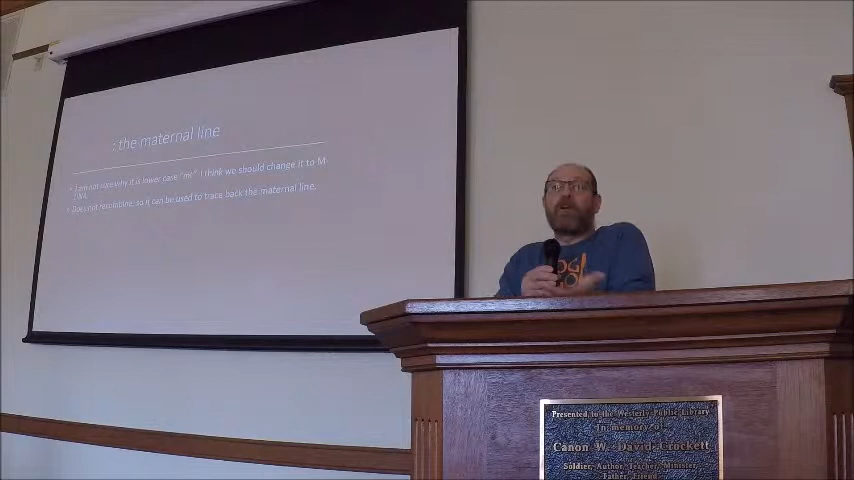 : the maternal line
• I am not sure why it is lower case "mt" I think we should change it to M
DNA.
• Does not recombine, so it can be used to trace back the maternal line.
Presented to the Westerly Public Library
In memory of
Canon W. David Crockett
Soldier, Author, Teacher, Minister,
Father, Friend